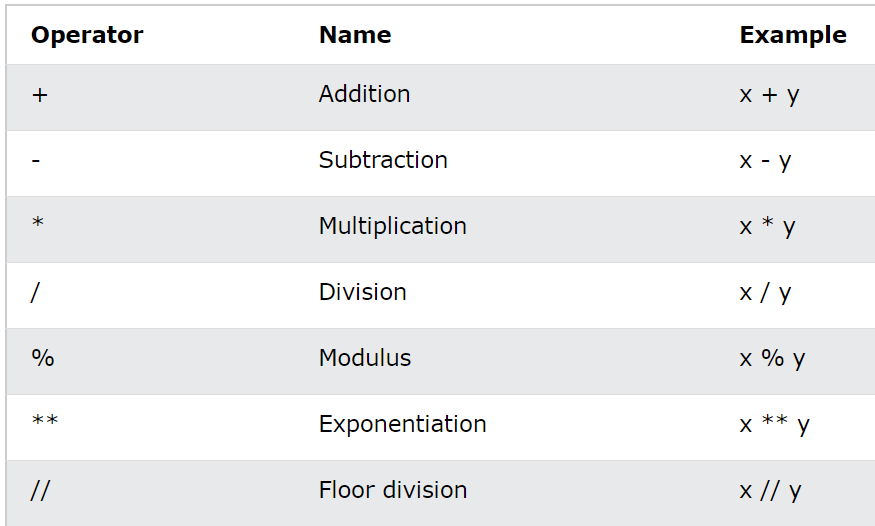 Operator Name Example
+ Addition x + y
- Subtraction x - y
* Multiplication x * y
/ Division x / y
% Modulus x % y
** Exponentiation x ** y
// Floor division x // y